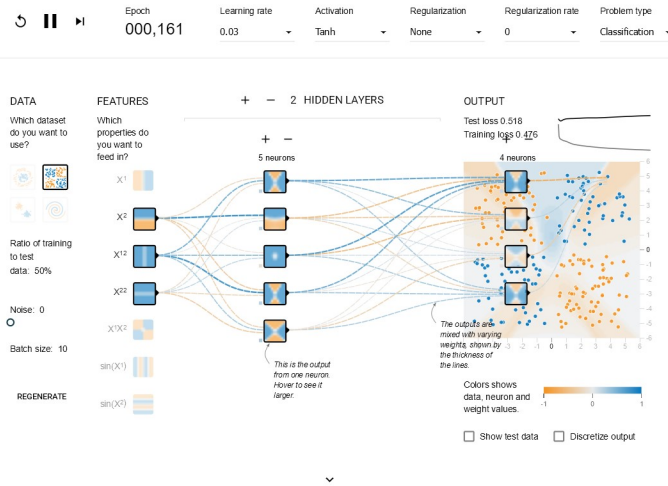 Epoch
000,161
Learning rate
0.03
Activation
Tanh
Regularization
None
Regularization rate
0
Problem type
Classification
DATA
Which dataset
do you want to
use?
Ratio of training
to test
data: 50%
Noise: 0
Batch size: 10
REGENERATE
FEATURES
Which
properties do
you want to
feed in?
X1
X2
X12
X22
X1X2
sin(X1)
sin(X2)
+ − 2 HIDDEN LAYERS
+ −
5 neurons
+ −
4 neurons
This is the output
from one neuron.
Hover to see it
larger.
The outputs are
mixed with varying
weights, shown by
the thickness of
the lines.
OUTPUT
Test loss 0.518
Training loss 0.476
6
5
4
3
2
1
0
-1
-2
-3
-4
-5
-6
-3 -2 -1 0 1 2 3 4 5 6
Colors shows
data, neuron and
weight values.
-1 0 1
Show test data
Discretize output